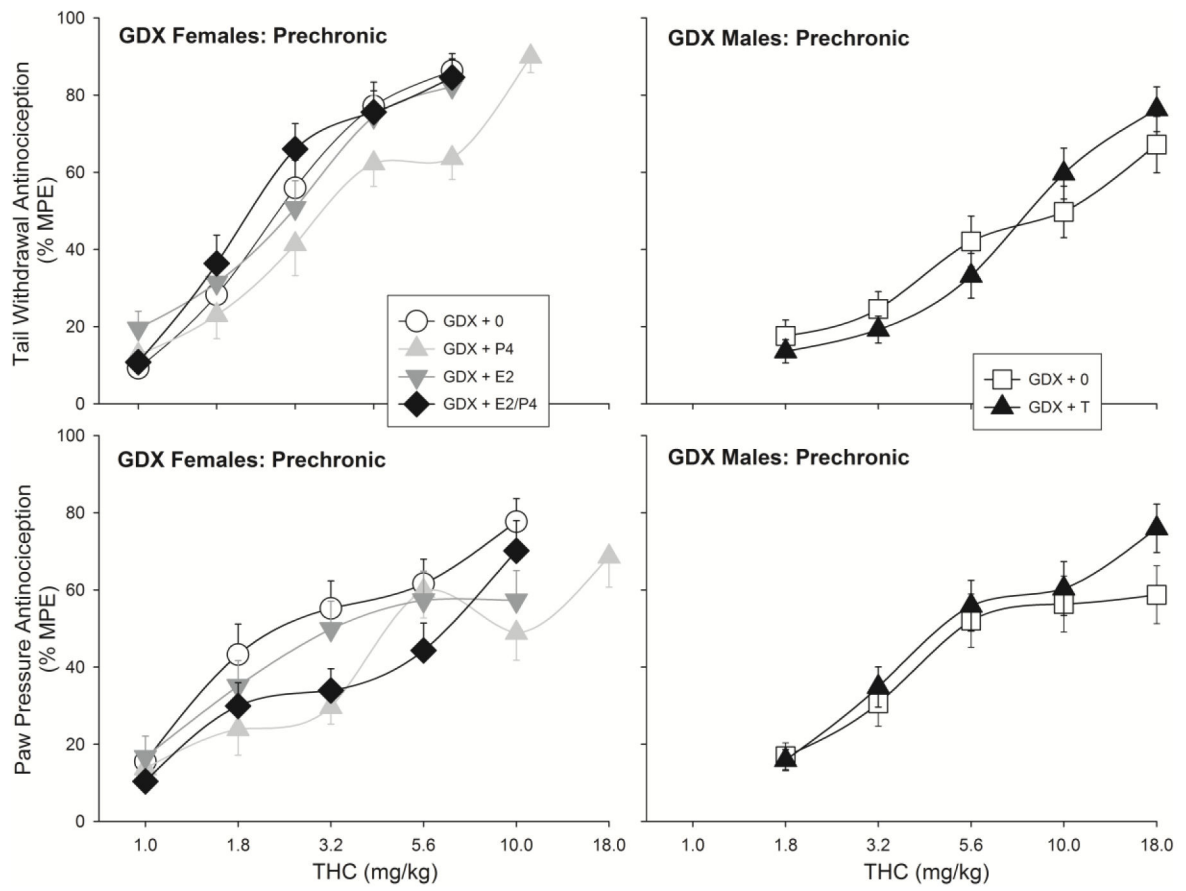 100
80
60
40
20
0
Tail Withdrawal Antinociception
(% MPE)
GDX Females: Prechronic
GDX + 0
GDX + P4
GDX + E2
GDX + E2/P4
GDX Males: Prechronic
GDX + 0
GDX + T
100
80
60
40
20
0
Paw Pressure Antinociception
(% MPE)
GDX Females: Prechronic
1.0 1.8 3.2 5.6 10.0 18.0
THC (mg/kg)
GDX Males: Prechronic
1.0 1.8 3.2 5.6 10.0 18.0
THC (mg/kg)